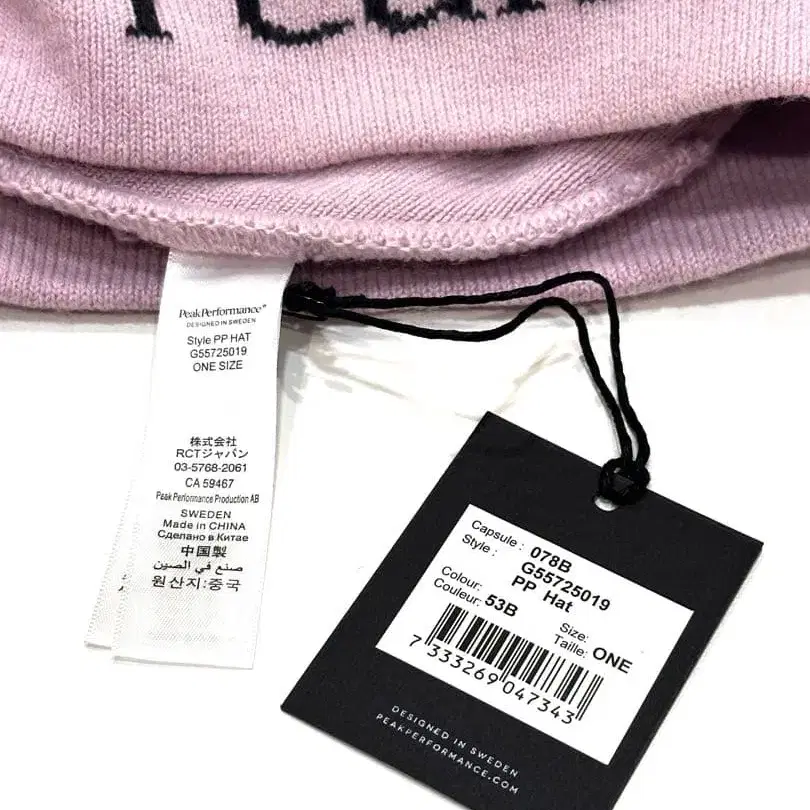 PeakPerformance®
DESIGNED IN SWEDEN
Style PP HAT
G55725019
ONE SIZE
株式会社
RCTジャパン
03-5768-2061
CA 59467
Peak Performance Production AB
SWEDEN
Made in CHINA
Сделано в Китае
中国製
صنع في الصين
원산지:중국
Capsule : 078B
Style : G55725019
PP Hat
Colour:
Couleur: 53B
Size:
Taille: ONE
7 333269 047343
DESIGNED IN SWEDEN
PEAKPERFORMANCE.COM